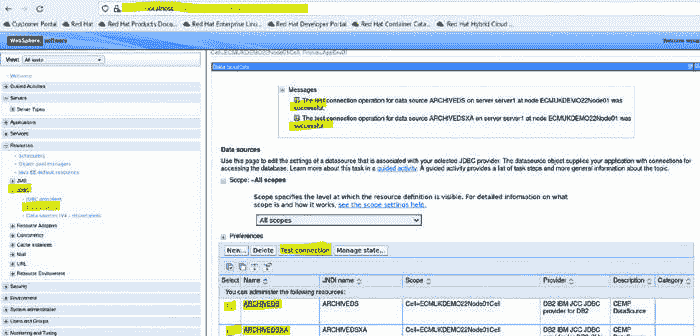 Customer Portal Red Hat Red Hat Products Docu... Red Hat Enterprise Linu... Red Hat Developer Portal Red Hat Container Data... Red Hat Hybrid Cloud ...
WebSphere software
Welcome
Cell=ECMUKDEMO22Node01Cell, Profile=AppSrv01
View: All tasks
Data sources
Welcome
Guided Activities
Servers
Server Types
Applications
Services
Resources
Schedulers
Object pool managers
Java EE default resources
JMS
JDBC
JDBC providers
Data sources (WebSphere Application Server V4)
Resource Adapters
Concurrency
Cache instances
Mail
URL
Resource Environment
Security
Environment
System administration
Users and Groups
Monitoring and Tuning
Messages
The test connection operation for data source ARCHIVEDS on server server1 at node ECMUKDEMO22Node01 was
successful.
The test connection operation for data source ARCHIVEDSXA on server server1 at node ECMUKDEMO22Node01 was
successful.
Data sources
Use this page to edit the settings of a datasource that is associated with your selected JDBC provider. The datasource object supplies your application with connections for
accessing the database. Learn more about this task in a guided activity. A guided activity provides a list of task steps and more general information about the topic.
Scope: =All scopes
Scope specifies the level at which the resource definition is visible. For detailed information on what
scope is and how it works, see the scope settings help.
All scopes
Preferences
New... Delete Test connection Manage state...
Select Name JNDI name Scope Provider Description Category
You can administer the following resources:
ARCHIVEDS ARCHIVEDS Cell=ECMUKDEMO22Node01Cell DB2 IBM JCC JDBC provider for DB2 CEMP DataSource
ARCHIVEDSXA ARCHIVEDSXA Cell=ECMUKDEMO22Node01Cell DB2 IBM JCC JDBC CEMP